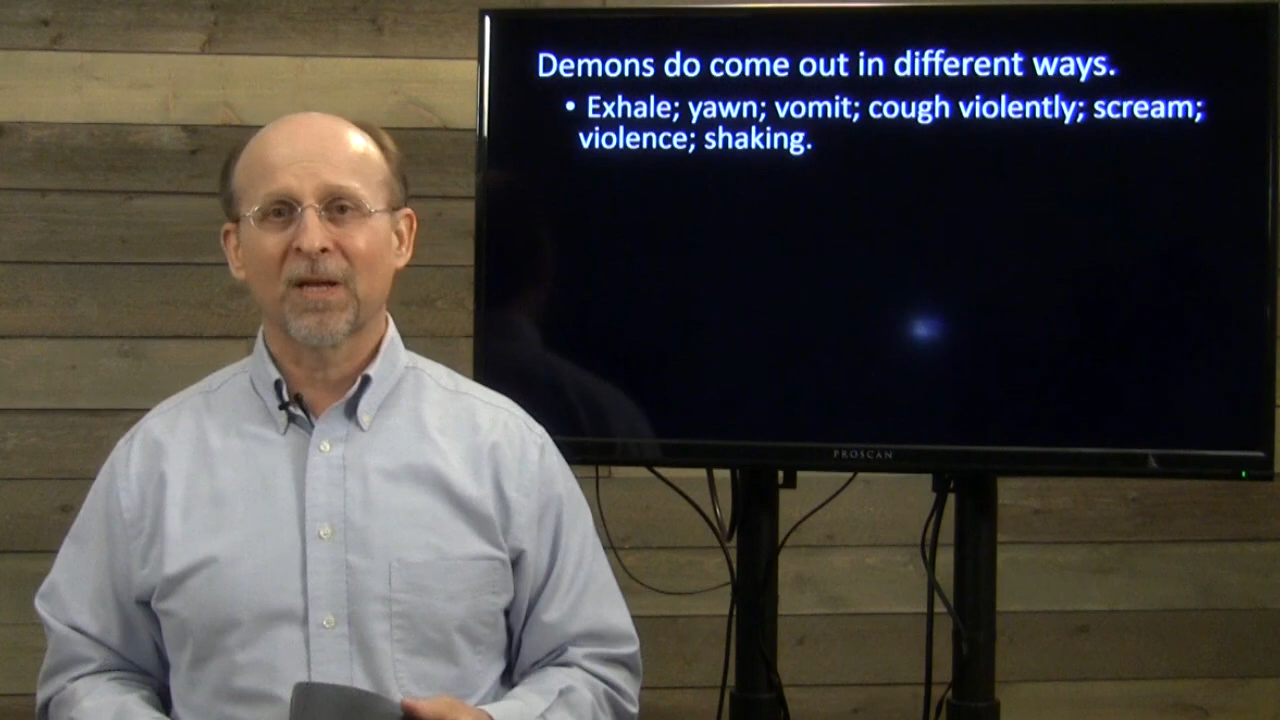 Demons do come out in different ways.
• Exhale; yawn; vomit; cough violently; scream;
violence; shaking.
PROSCAN